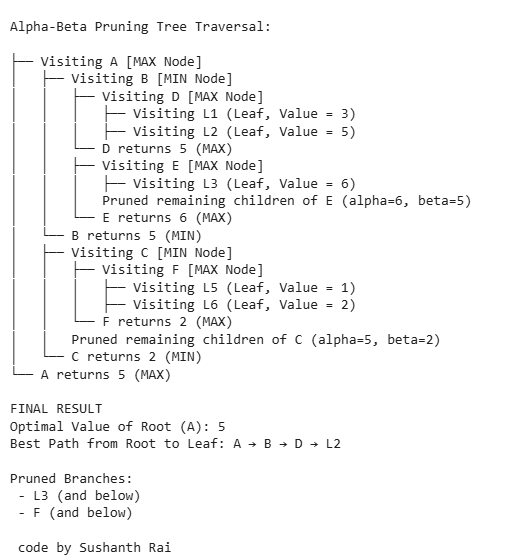 Alpha-Beta Pruning Tree Traversal:

├── Visiting A [MAX Node]
│   ├── Visiting B [MIN Node]
│   │   ├── Visiting D [MAX Node]
│   │   │   ├── Visiting L1 (Leaf, Value = 3)
│   │   │   ├── Visiting L2 (Leaf, Value = 5)
│   │   └── D returns 5 (MAX)
│   │   ├── Visiting E [MAX Node]
│   │   │   ├── Visiting L3 (Leaf, Value = 6)
│   │   │   Pruned remaining children of E (alpha=6, beta=5)
│   │   └── E returns 6 (MAX)
│   └── B returns 5 (MIN)
│   ├── Visiting C [MIN Node]
│   │   ├── Visiting F [MAX Node]
│   │   │   ├── Visiting L5 (Leaf, Value = 1)
│   │   │   ├── Visiting L6 (Leaf, Value = 2)
│   │   └── F returns 2 (MAX)
│   │   Pruned remaining children of C (alpha=5, beta=2)
│   └── C returns 2 (MIN)
└── A returns 5 (MAX)

FINAL RESULT
Optimal Value of Root (A): 5
Best Path from Root to Leaf: A → B → D → L2

Pruned Branches:
 - L3 (and below)
 - F (and below)

 code by Sushanth Rai